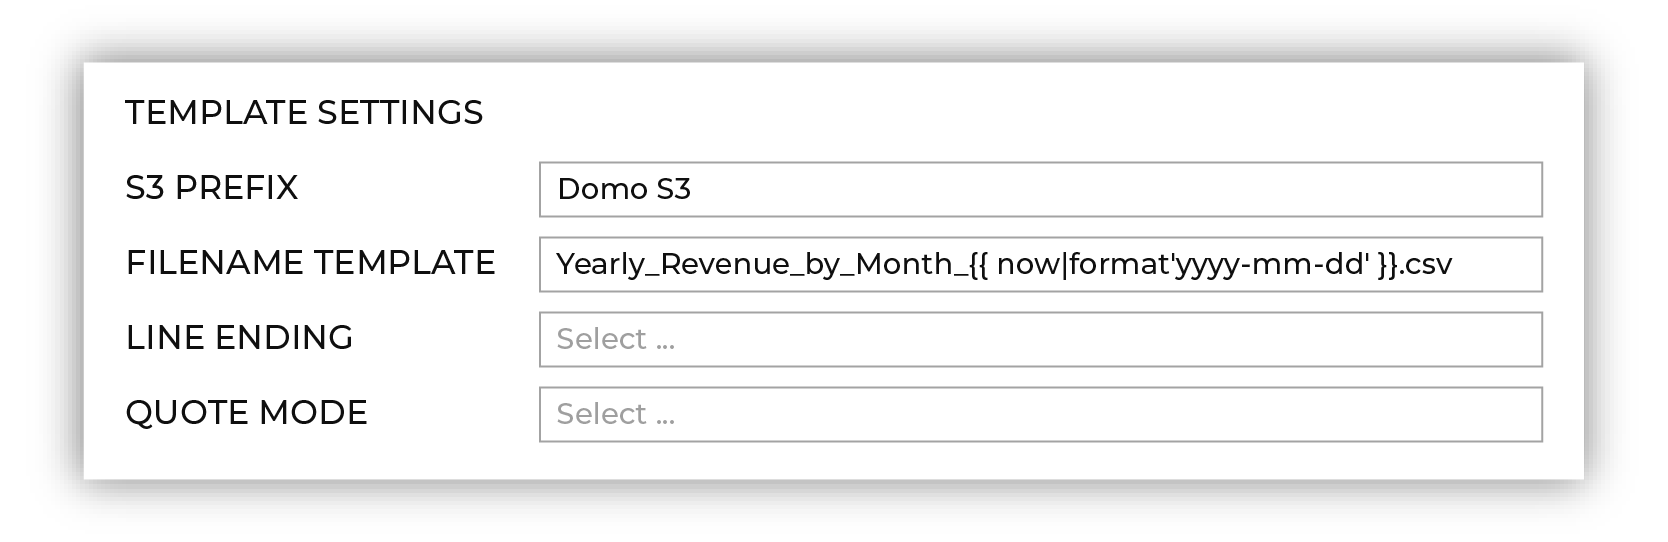 TEMPLATE SETTINGS
S3 PREFIX Domo S3
FILENAME TEMPLATE Yearly_Revenue_by_Month_{{ now|format'yyyy-mm-dd' }}.csv
LINE ENDING Select ...
QUOTE MODE Select ...